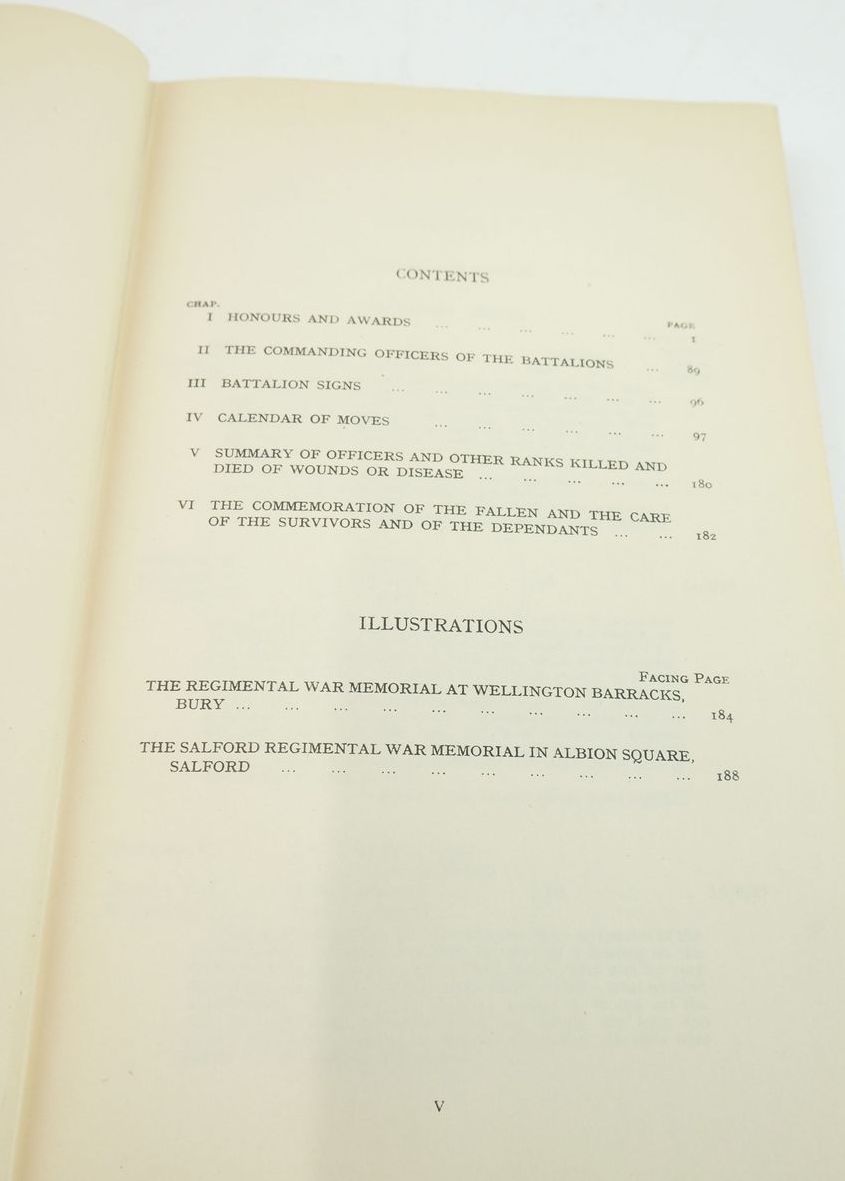 CONTENTS
CHAP.
PAGE
I HONOURS AND AWARDS ... ... ... ... ... ... 1
II THE COMMANDING OFFICERS OF THE BATTALIONS ... 89
III BATTALION SIGNS ... ... ... ... ... ... ... 96
IV CALENDAR OF MOVES ... ... ... ... ... ... 97
V SUMMARY OF OFFICERS AND OTHER RANKS KILLED AND
DIED OF WOUNDS OR DISEASE ... ... ... ... ... 180
VI THE COMMEMORATION OF THE FALLEN AND THE CARE
OF THE SURVIVORS AND OF THE DEPENDANTS ... ... 182
ILLUSTRATIONS
FACING PAGE
THE REGIMENTAL WAR MEMORIAL AT WELLINGTON BARRACKS,
BURY ... ... ... ... ... ... ... ... ... ... 184
THE SALFORD REGIMENTAL WAR MEMORIAL IN ALBION SQUARE,
SALFORD ... ... ... ... ... ... ... ... ... 188
V